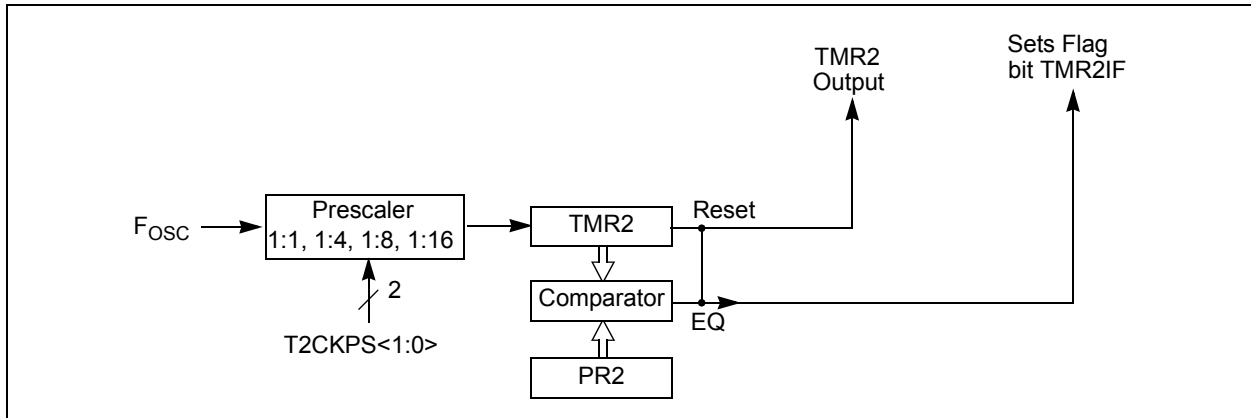 TMR2
Output
Sets Flag
bit TMR2IF
F_OSC
Prescaler
1:1, 1:4, 1:8, 1:16
TMR2
Reset
2
Comparator
EQ
T2CKPS<1:0>
PR2